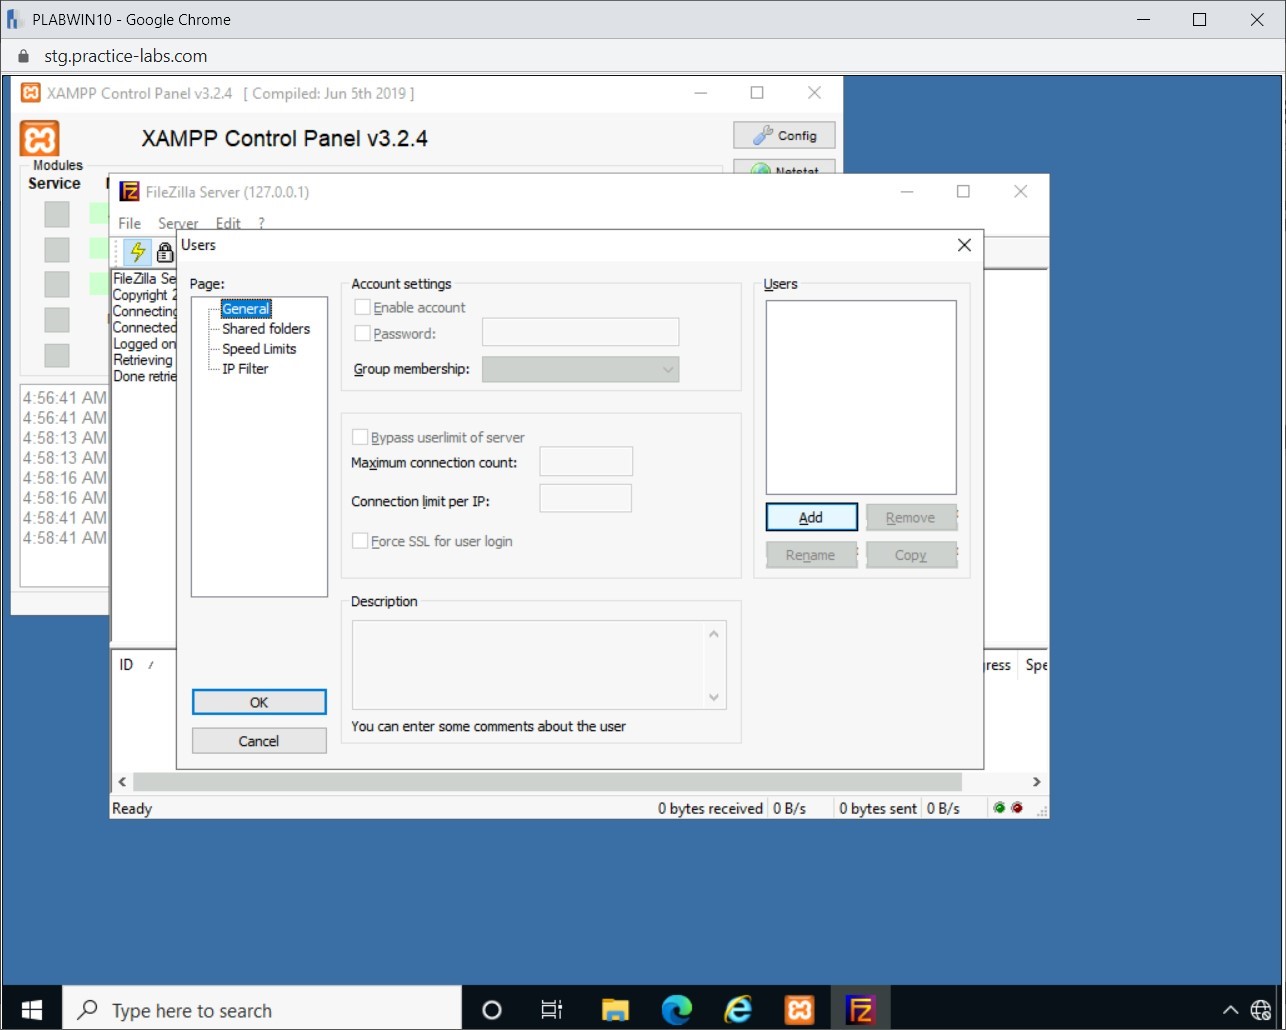 PLABWIN10 - Google Chrome
stg.practice-labs.com
XAMPP Control Panel v3.2.4 [ Compiled: Jun 5th 2019 ]
XAMPP Control Panel v3.2.4
Config
Modules
Service
Netstat
FileZilla Server (127.0.0.1)
File Server Edit ?
Users
FileZilla Se
Copyright 2
Connecting
Connected
Logged on
Retrieving
Done retrie
4:56:41 AM
4:56:41 AM
4:58:13 AM
4:58:13 AM
4:58:16 AM
4:58:16 AM
4:58:41 AM
4:58:41 AM
Page:
General
Shared folders
Speed Limits
IP Filter
Account settings
Enable account
Password:
Group membership:
Bypass userlimit of server
Maximum connection count:
Connection limit per IP:
Force SSL for user login
Description
You can enter some comments about the user
Users
Add
Remove
Rename
Copy
OK
Cancel
ID /
gress
Spe
Ready
0 bytes received 0 B/s 0 bytes sent 0 B/s
Type here to search